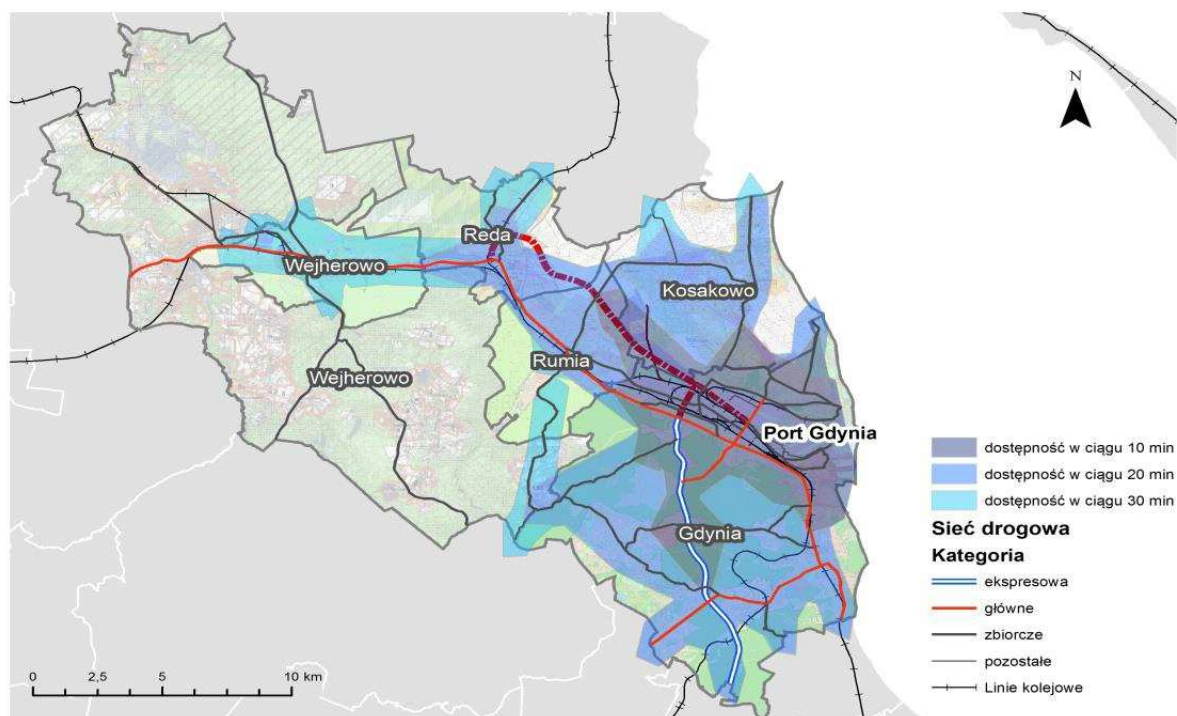 N
Reda
Wejherowo
Kosakowo
Rumia
Wejherowo
Port Gdynia
Gdynia
dostępność w ciągu 10 min
dostępność w ciągu 20 min
dostępność w ciągu 30 min
Sieć drogowa
Kategoria
ekspresowa
główne
zbiorcze
pozostałe
Linie kolejowe
0 2,5 5 10 km